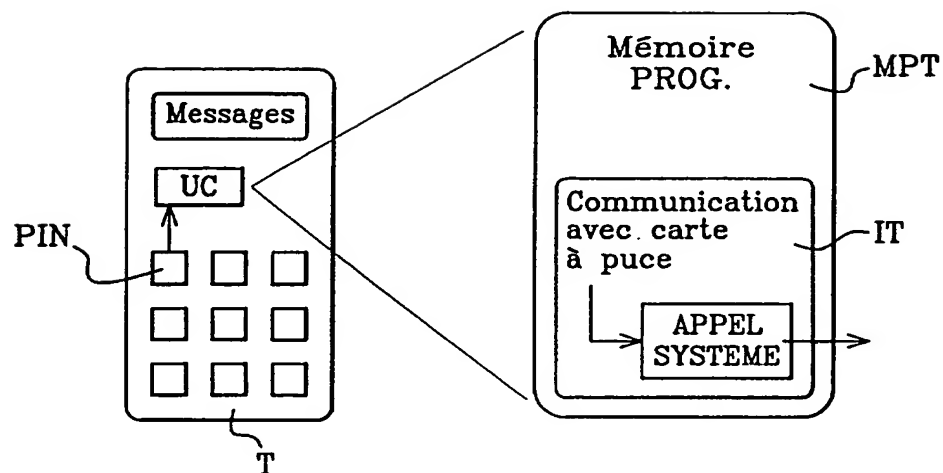 Messages
UC
PIN
T
Mémoire
PROG.
MPT
Communication
avec carte
à puce
IT
APPEL
SYSTEME